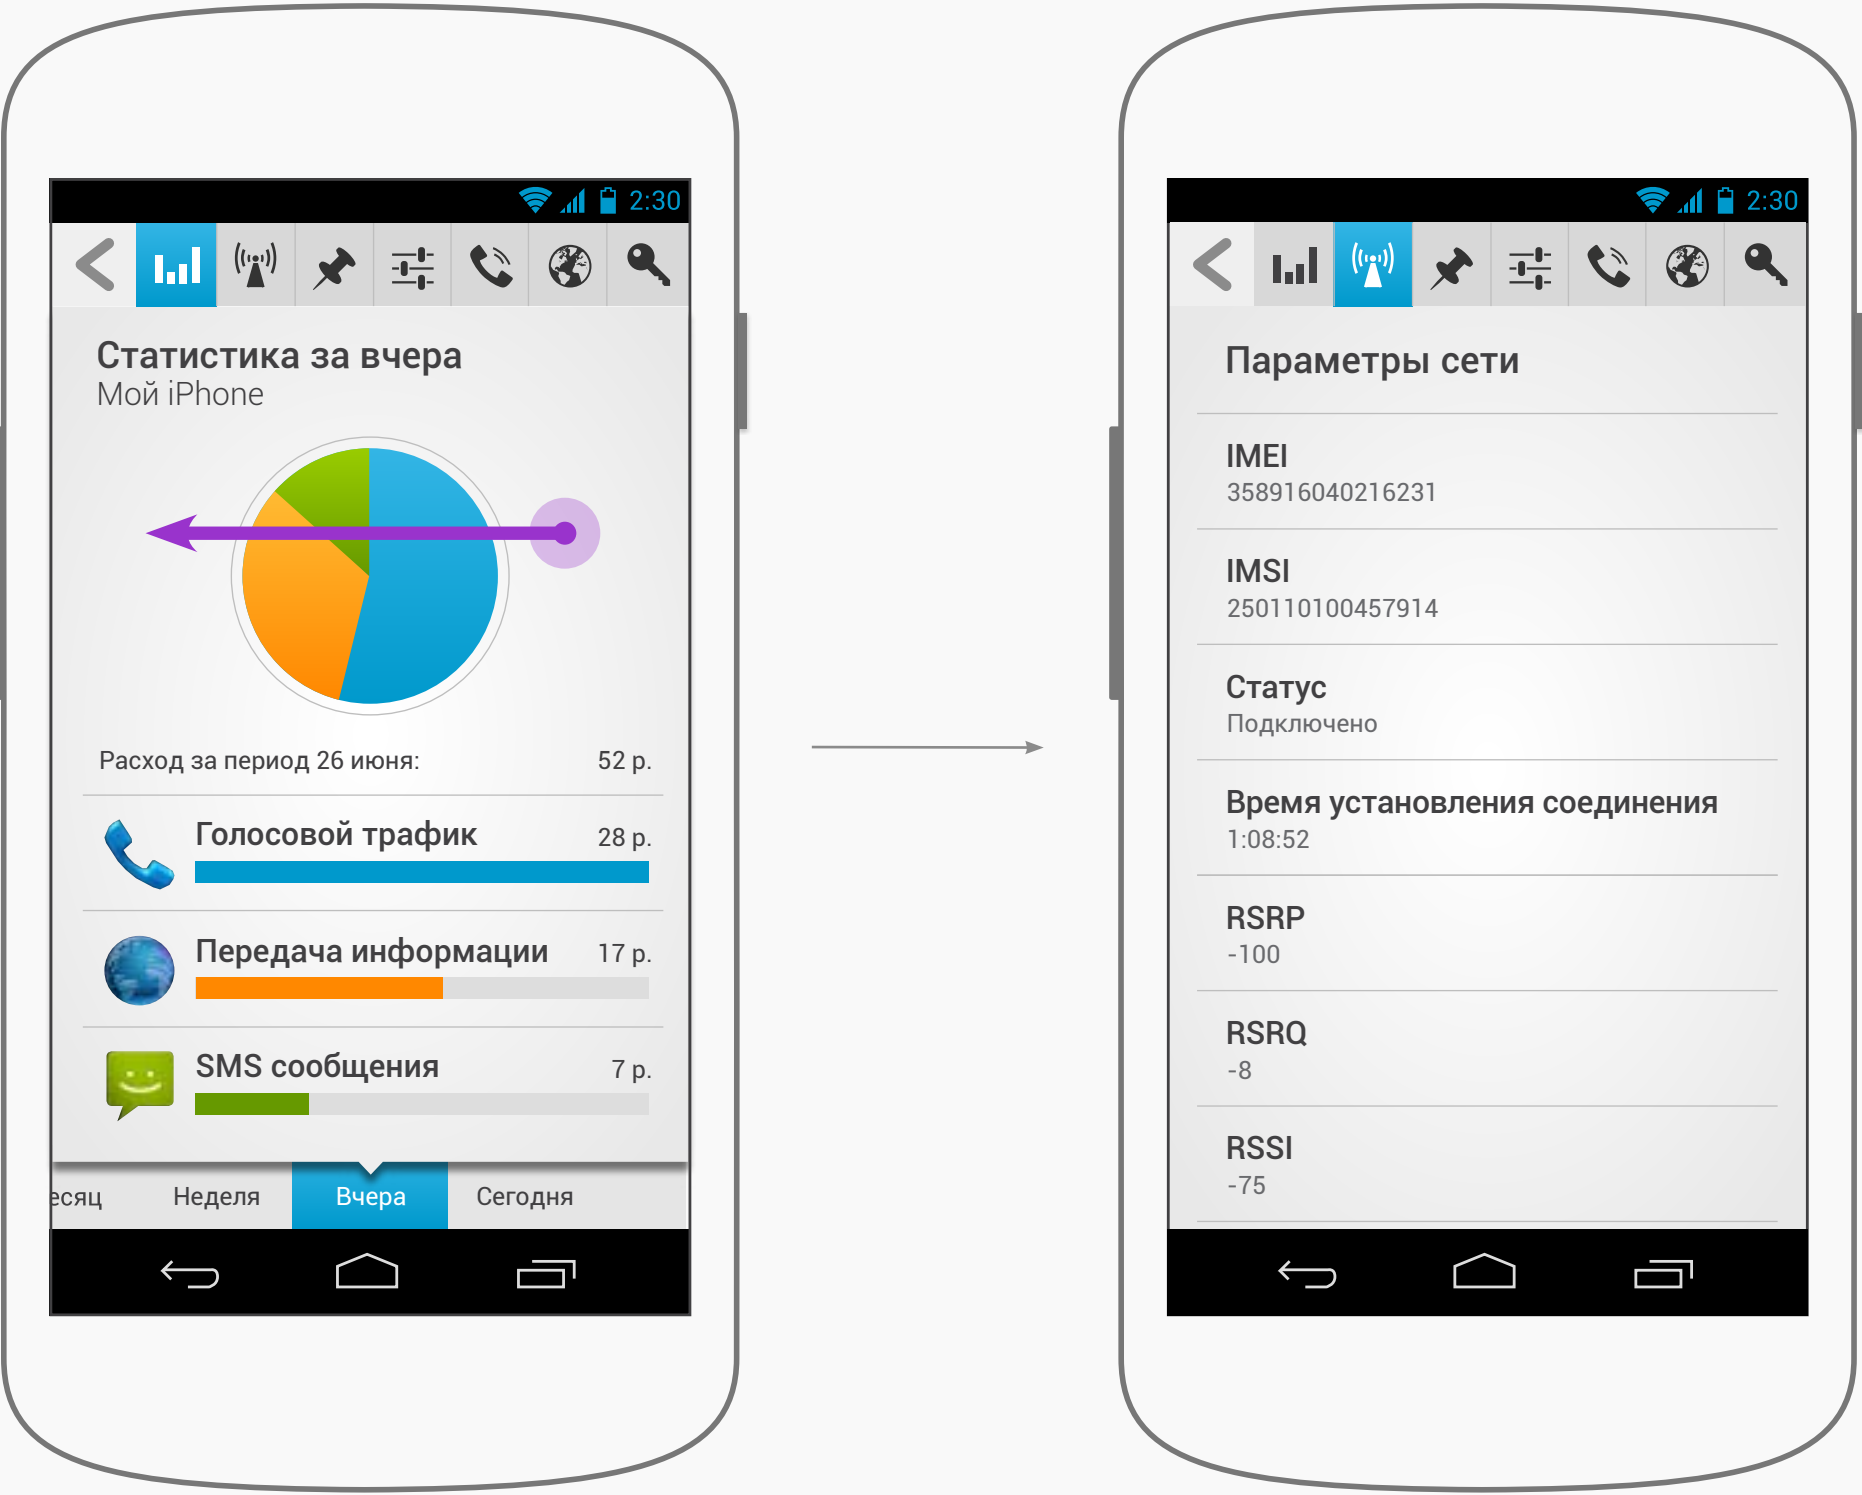 2:30
Статистика за вчера
Мой iPhone
Расход за период 26 июня: 52 р.
Голосовой трафик 28 р.
Передача информации 17 р.
SMS сообщения 7 р.
есяц Неделя Вчера Сегодня
2:30
Параметры сети
IMEI
358916040216231
IMSI
250110100457914
Статус
Подключено
Время установления соединения
1:08:52
RSRP
-100
RSRQ
-8
RSSI
-75